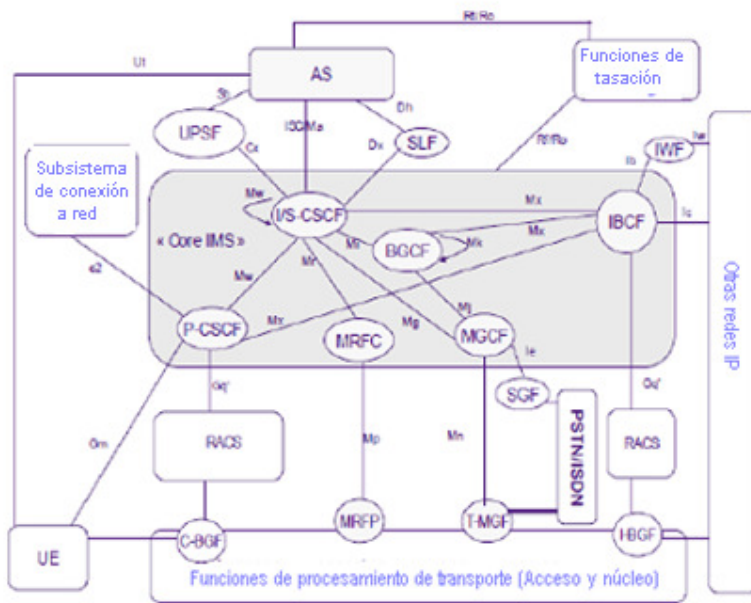 Rf/Ro
Ut
AS
Funciones de
tasación
Sh
Dh
UPSF
ISC/Ma
SLF
Cx
Dx
Rf/Ro
IWF
Iw
Ib
Subsistema
de conexión
a red
Mw
I/S-CSCF
Mx
IBCF
Ic
« Core IMS »
Mi
BGCF
Mk
Mx
e2
Mw
Mr
Mj
P-CSCF
Mx
MRFC
Mg
MGCF
Ie
SGF
Otras redes IP
Gq'
Gq'
RACS
Gm
Mp
Mn
PSTN/ISDN
RACS
UE
C-BGF
MRFP
T-MGF
I-BGF
Funciones de procesamiento de transporte (Acceso y núcleo)